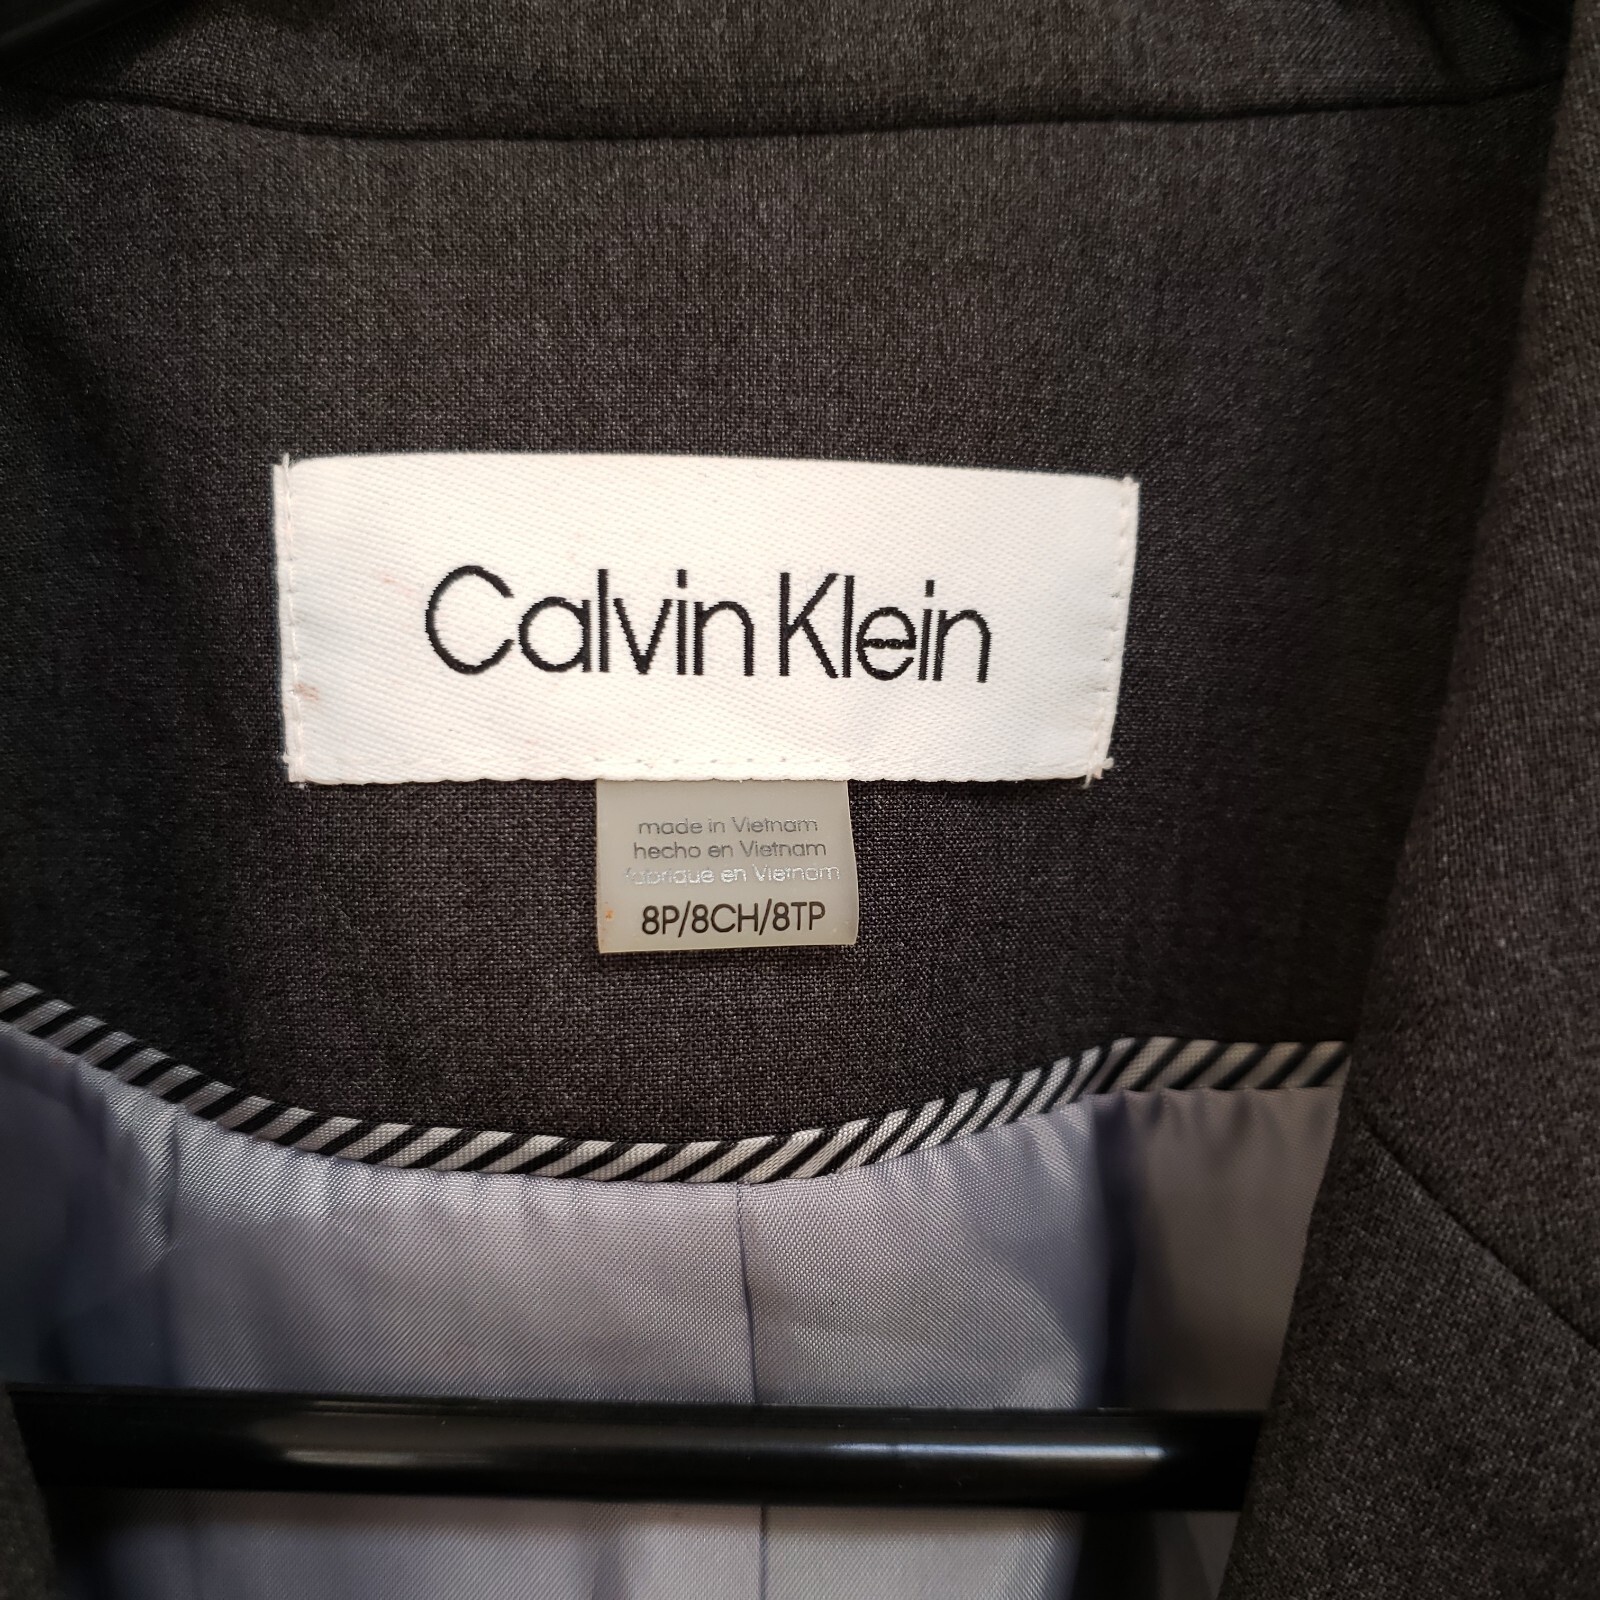 Calvin Klein
made in Vietnam
hecho en Vietnam
fabriqué en Vietnam
8P/8CH/8TP